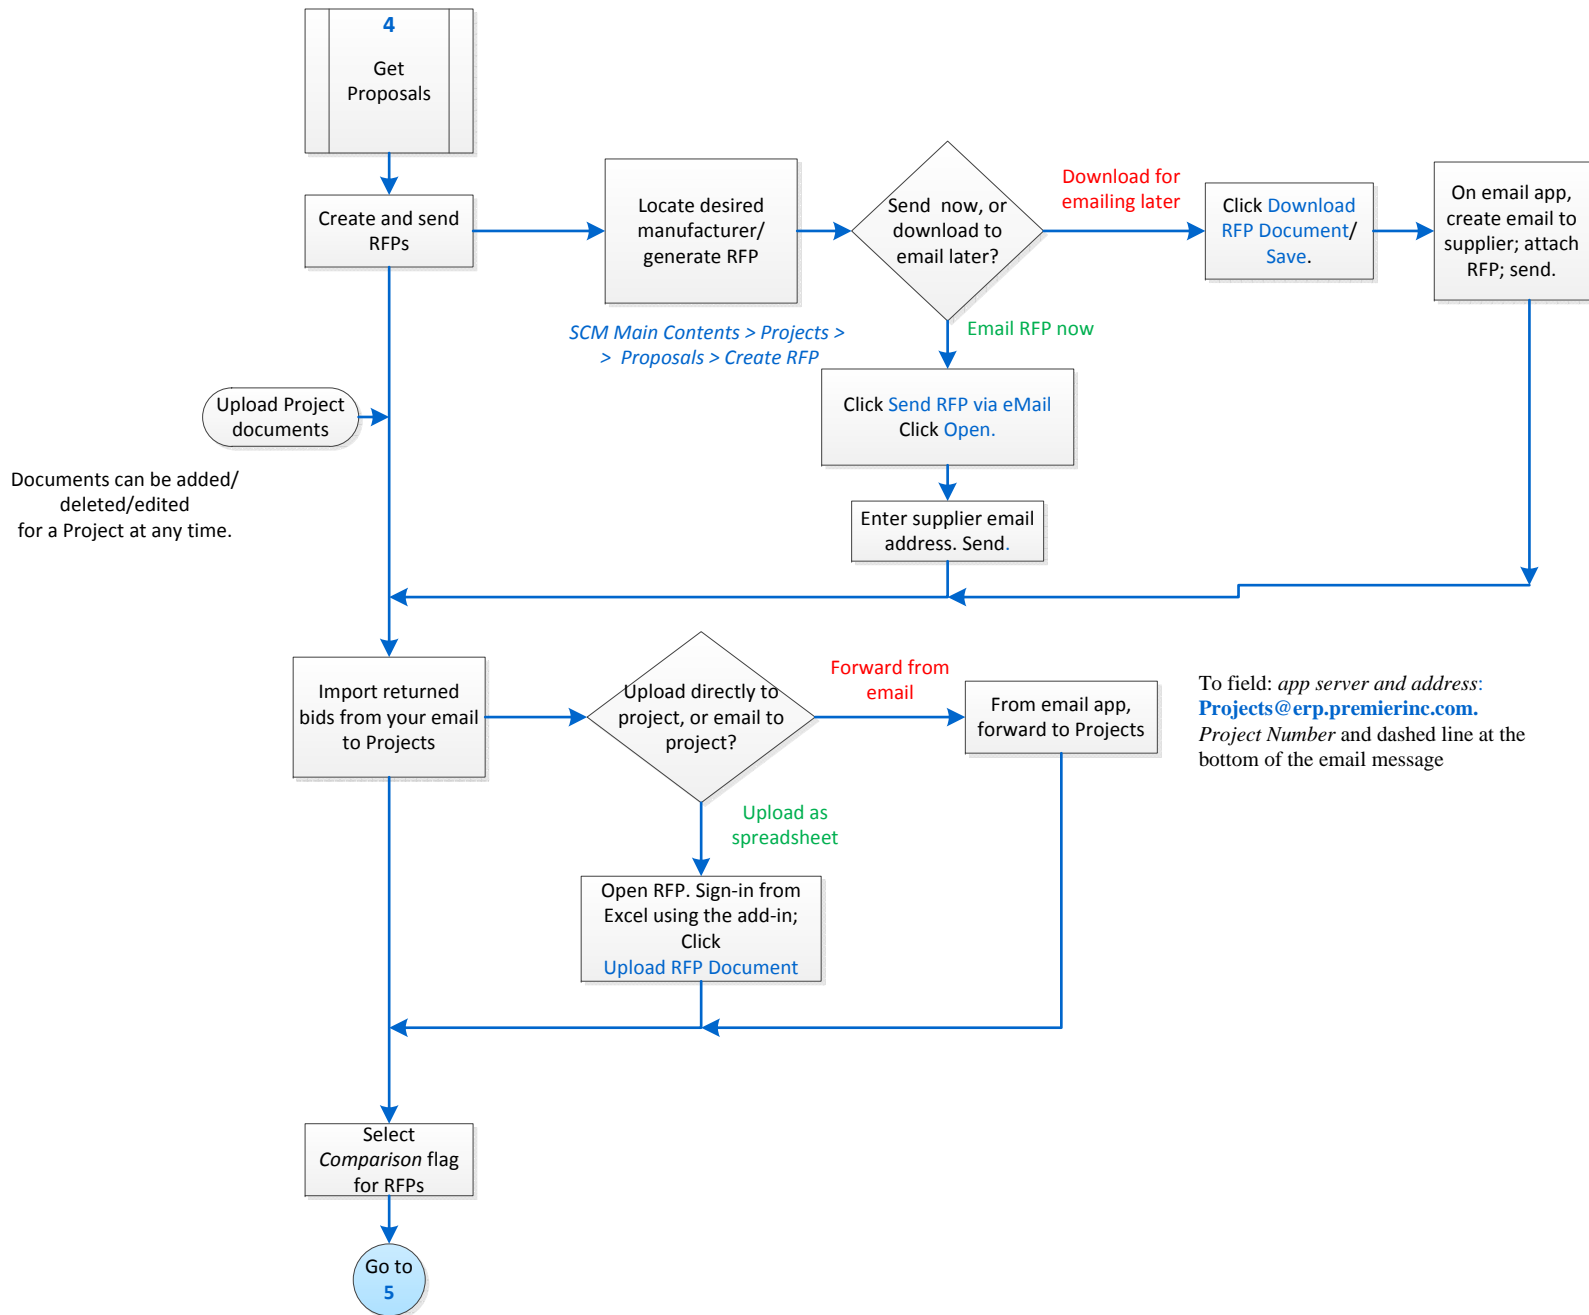 4
Get
Proposals
Create and send
RFPs
Locate desired
manufacturer/
generate RFP
SCM Main Contents > Projects >
> Proposals > Create RFP
Send now, or
download to
email later?
Download for
emailing later
Click Download
RFP Document/
Save.
On email app,
create email to
supplier; attach
RFP; send.
Email RFP now
Click Send RFP via eMail
Click Open.
Enter supplier email
address. Send.
Upload Project
documents
Documents can be added/
deleted/edited
for a Project at any time.
Import returned
bids from your email
to Projects
Upload directly to
project, or email to
project?
Forward from
email
From email app,
forward to Projects
To field: app server and address:
Projects@erp.premierinc.com.
Project Number and dashed line at the
bottom of the email message
Upload as
spreadsheet
Open RFP. Sign-in from
Excel using the add-in;
Click
Upload RFP Document
Select
Comparison flag
for RFPs
Go to
5